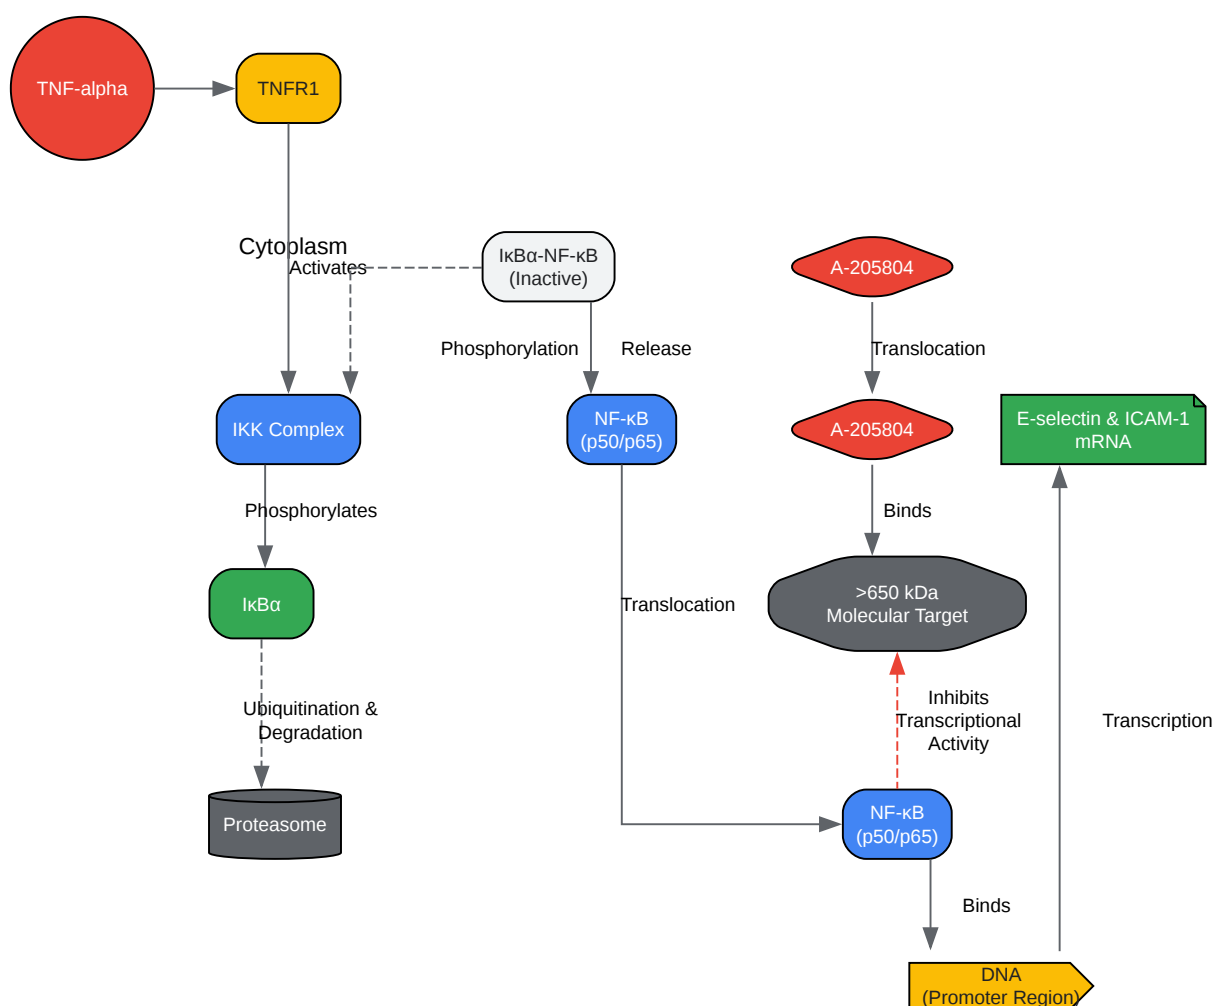 TNF-alpha
TNFR1
Cytoplasm
Activates
IκBα-NF-κB
(Inactive)
A-205804
Phosphorylation
Release
Translocation
IKK Complex
NF-κB
(p50/p65)
A-205804
E-selectin & ICAM-1
mRNA
Phosphorylates
Binds
IκBα
Translocation
>650 kDa
Molecular Target
Ubiquitination &
Degradation
Inhibits
Transcriptional
Activity
Transcription
Proteasome
NF-κB
(p50/p65)
Binds
DNA
(Promoter Region)